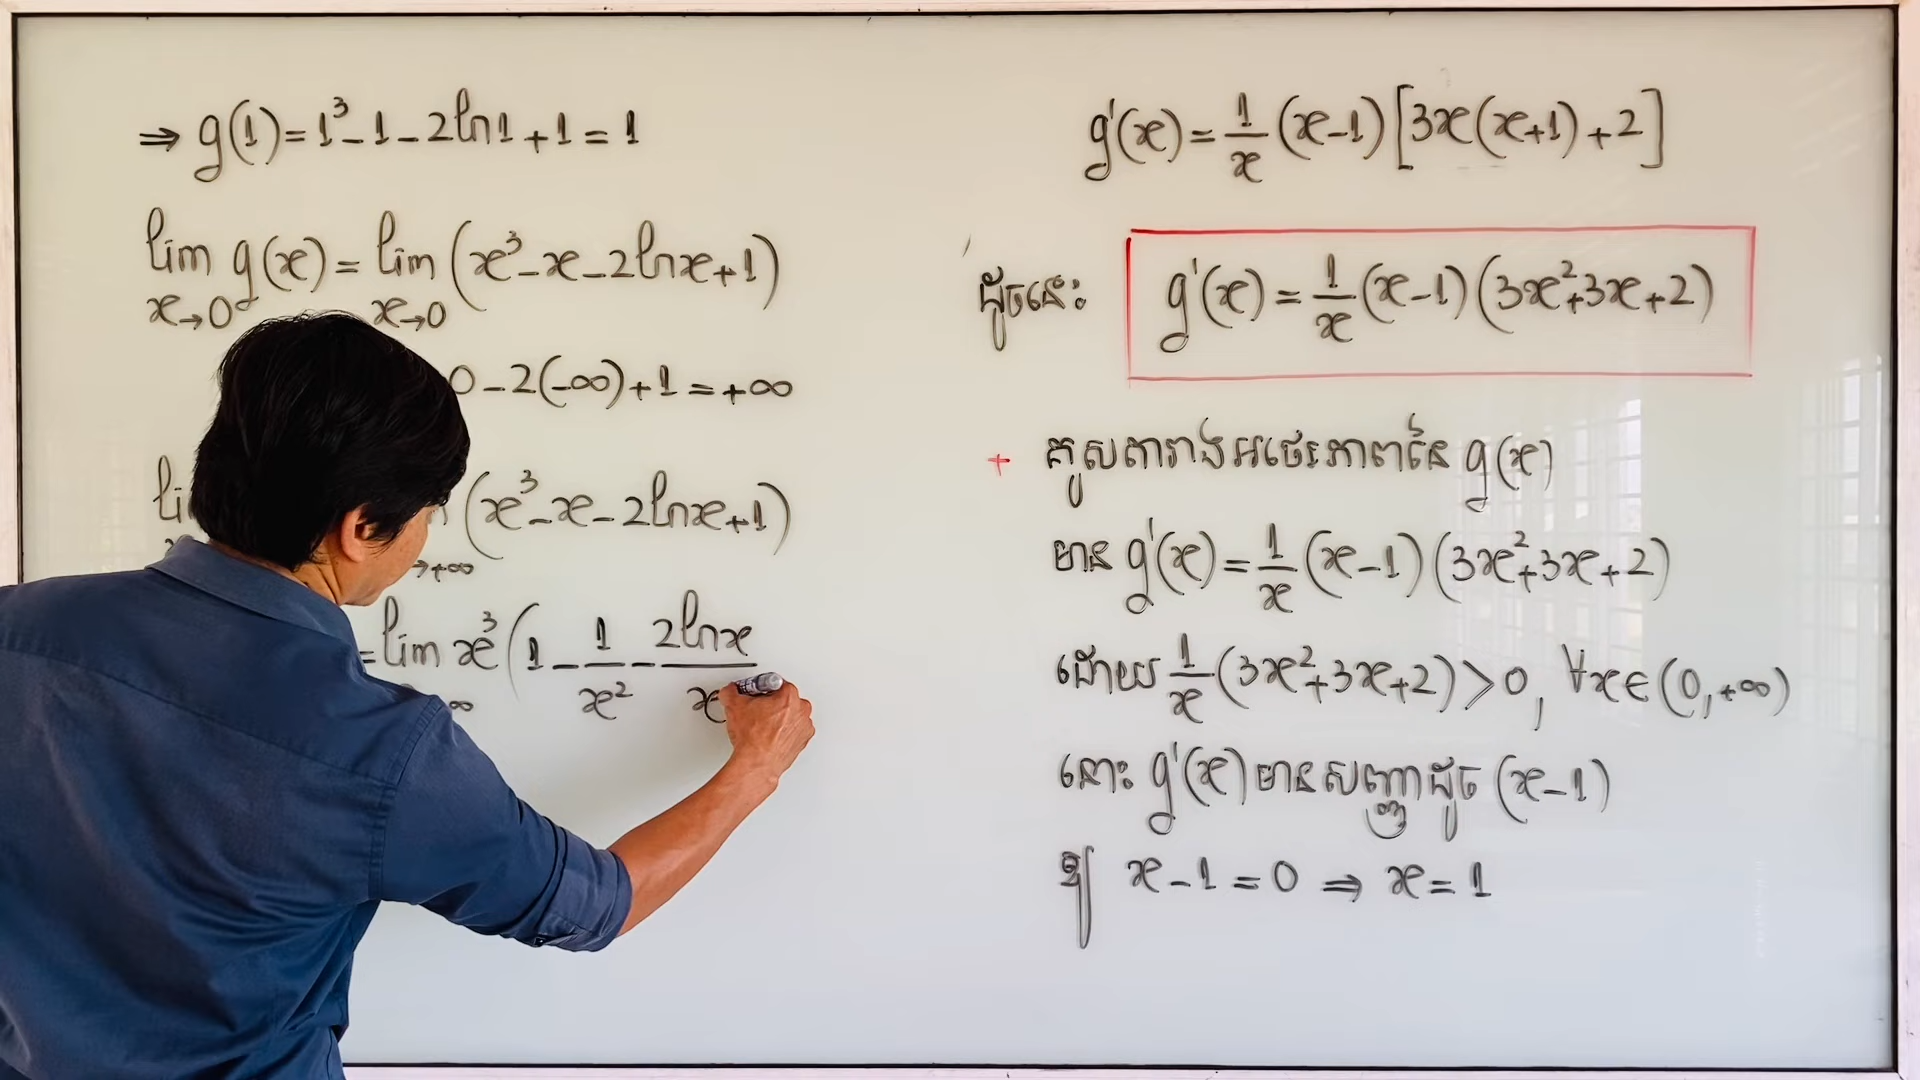 ⇒ g(1) = 1³ - 1 - 2ln1 + 1 = 1
lim g(x) = lim (x³ - x - 2lnx + 1)
x→0 x→0
0 - 2(-∞) + 1 = +∞
li (x³ - x - 2lnx + 1)
→+∞
= lim x³ (1 - 1/x² - 2lnx/x
∞
g'(x) = 1/x (x-1) [3x(x+1) + 2]
ដូចនេះ g'(x) = 1/x (x-1) (3x²+3x+2)
+ គូសតារាងអថេរភាពនៃ g(x)
មាន g'(x) = 1/x (x-1) (3x²+3x+2)
ដោយ 1/x (3x²+3x+2) > 0, ∀x∈(0,+∞)
នោះ g'(x) មានសញ្ញាដូច (x-1)
ឲ្យ x-1 = 0 ⇒ x = 1